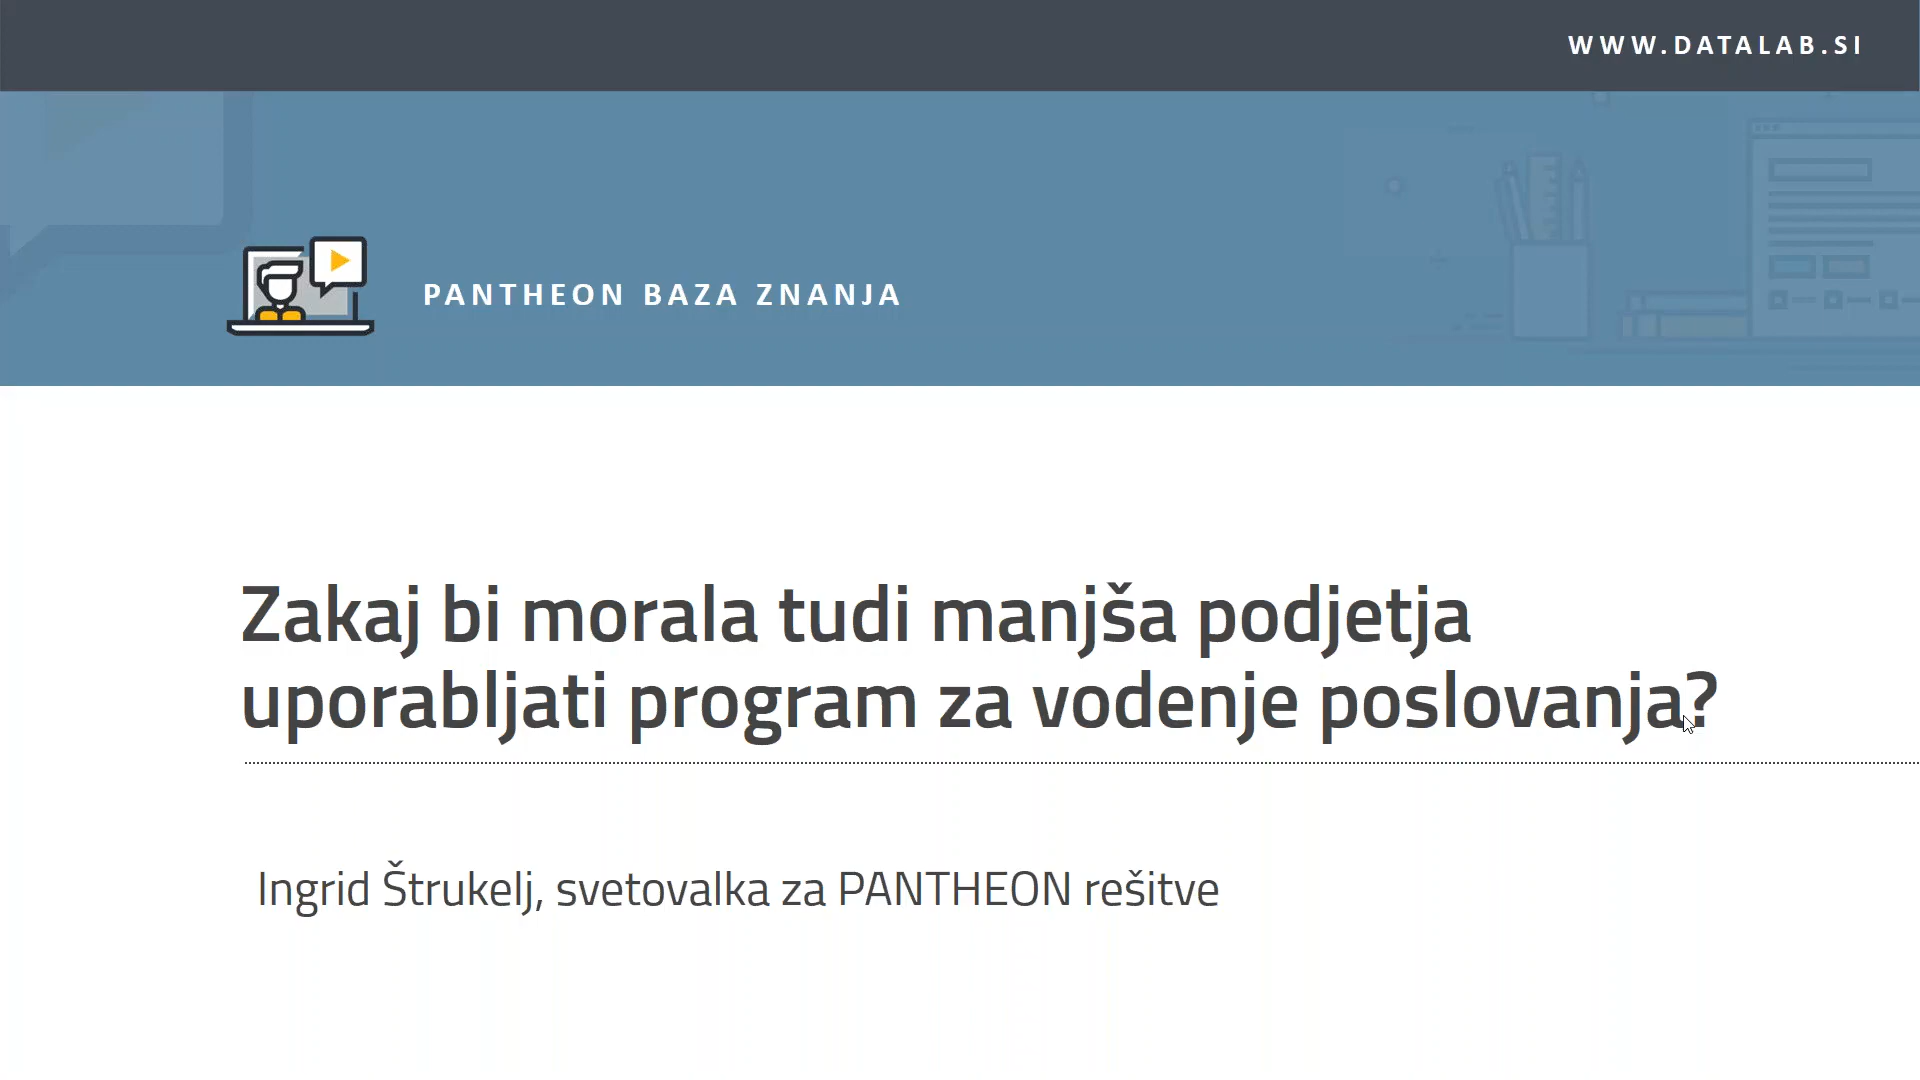 WWW.DATALAB.SI
PANTHEON BAZA ZNANJA
Zakaj bi morala tudi manjša podjetja
uporabljati program za vodenje poslovanja?
Ingrid Štrukelj, svetovalka za PANTHEON rešitve